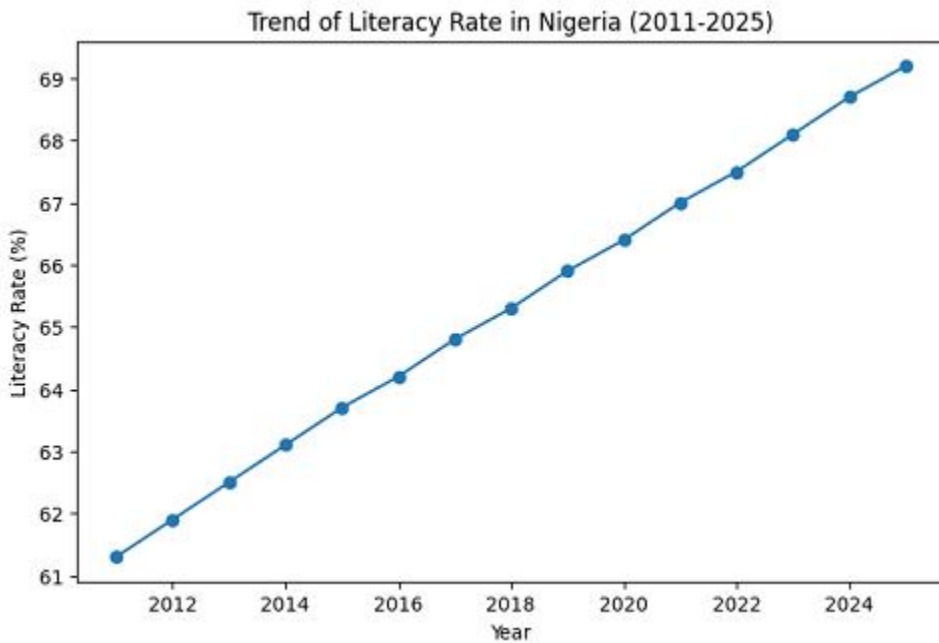 Trend of Literacy Rate in Nigeria (2011-2025)
69
68
67
66
65
64
63
62
61
Literacy Rate (%)
2012 2014 2016 2018 2020 2022 2024
Year